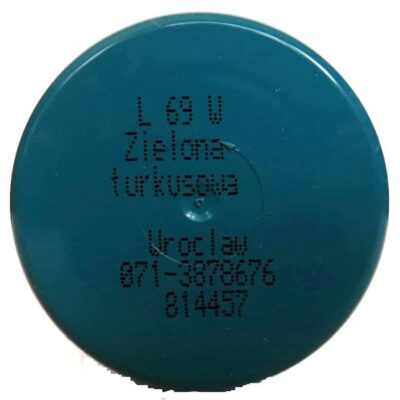 L 69 W
Zielona
turkusowa
Wroclaw
071-3878676
814457